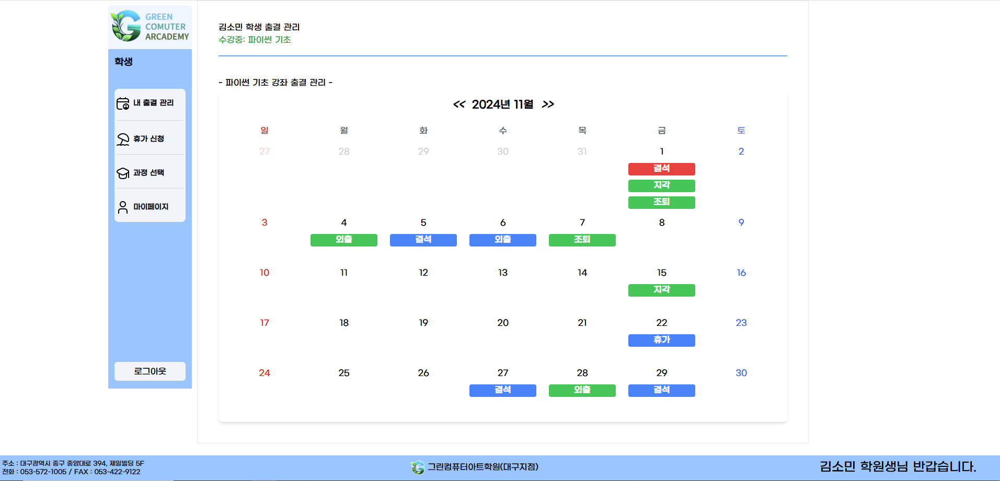 GREEN
COMUTER
ARCADEMY
학생
내 출결 관리
휴가 신청
과정 선택
마이페이지
로그아웃
김소민 학생 출결 관리
수강중: 파이썬 기초
- 파이썬 기초 강좌 출결 관리 -
<< 2024년 11월 >>
일 월 화 수 목 금 토
27 28 29 30 31 1 2
결석
지각
조퇴
3 4 5 6 7 8 9
외출 결석 외출 조퇴
10 11 12 13 14 15 16
지각
17 18 19 20 21 22 23
휴가
24 25 26 27 28 29 30
결석 외출 결석
주소 : 대구광역시 중구 중앙대로 394, 제일빌딩 5F
전화 : 053-572-1005 / FAX : 053-422-9122
그린컴퓨터아트학원(대구지점)
김소민 학원생님 반갑습니다.